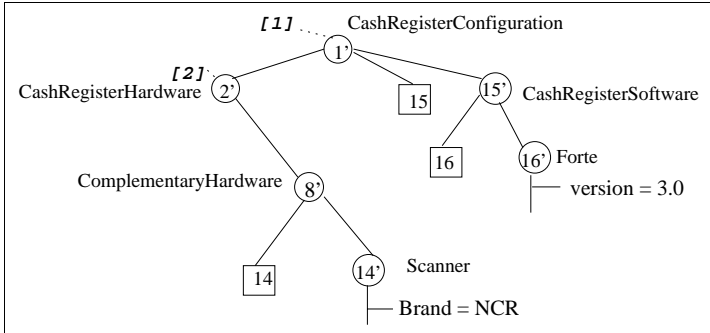 [1]
CashRegisterConfiguration
1'
[2]
CashRegisterHardware
2'
15
15'
CashRegisterSoftware
16
16'
Forte
version = 3.0
ComplementaryHardware
8'
14
14'
Scanner
Brand = NCR